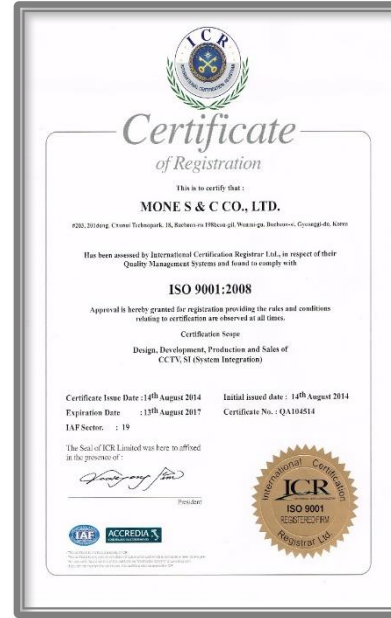 ICR
INTERNATIONAL CERTIFICATION REGISTRAR
Certificate
of Registration
This is to certify that :
MONE S & C CO., LTD.
Korea
Has been assessed by International Certification Registrar Ltd., in respect of their
Quality Management Systems and found to comply with
ISO 9001:2008
Approval is hereby granted for registration providing the rules and conditions
relating to certification are observed at all times.
Certification Scope
Design, Development, Production and Sales of
CCTV, SI (System Integration)
Certificate Issue Date : 14th August 2014
Initial issued date : 14th August 2014
Expiration Date : 13th August 2017
Certificate No. : QA104514
IAF Sector. : 19
The Seal of ICR Limited was here to affixed
in the presence of :
President
IAF
ACCREDIA
International Certification
ICR
ISO 9001
REGISTERED FIRM
Registrar Ltd.